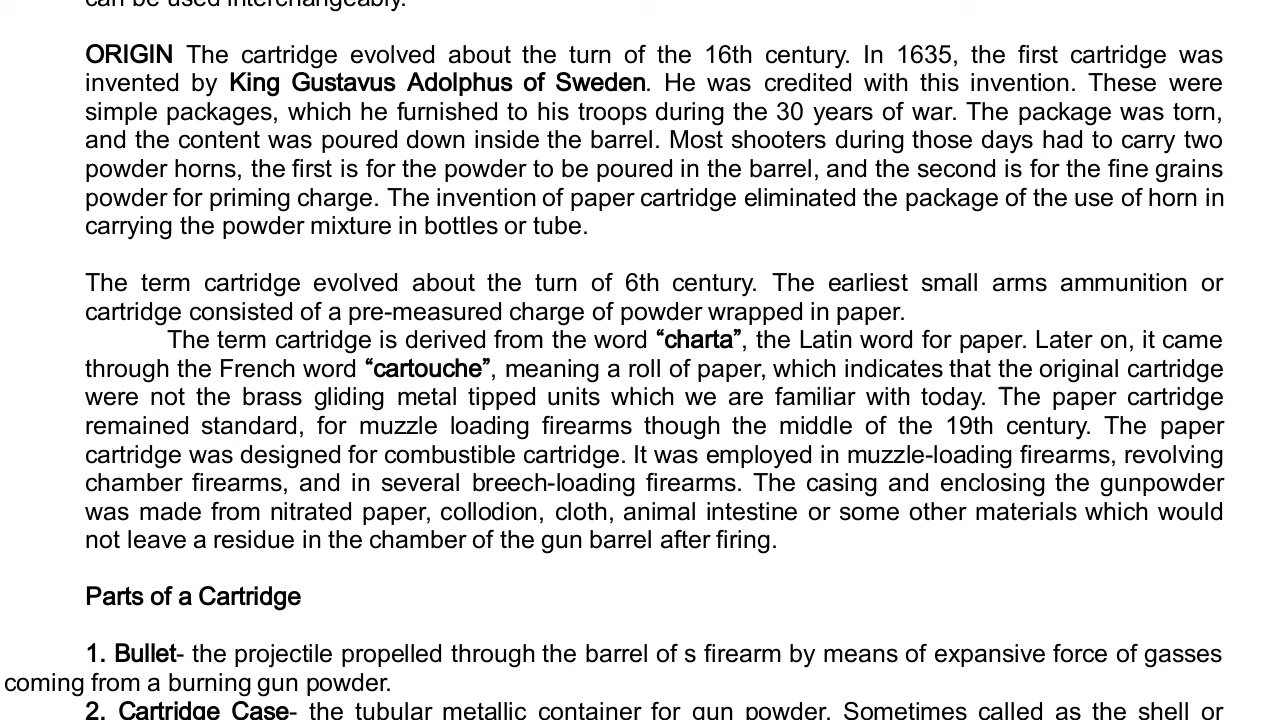 can be used interchangeably.
ORIGIN The cartridge evolved about the turn of the 16th century. In 1635, the first cartridge was
invented by King Gustavus Adolphus of Sweden. He was credited with this invention. These were
simple packages, which he furnished to his troops during the 30 years of war. The package was torn,
and the content was poured down inside the barrel. Most shooters during those days had to carry two
powder horns, the first is for the powder to be poured in the barrel, and the second is for the fine grains
powder for priming charge. The invention of paper cartridge eliminated the package of the use of horn in
carrying the powder mixture in bottles or tube.
The term cartridge evolved about the turn of 6th century. The earliest small arms ammunition or
cartridge consisted of a pre-measured charge of powder wrapped in paper.
The term cartridge is derived from the word “charta”, the Latin word for paper. Later on, it came
through the French word “cartouche”, meaning a roll of paper, which indicates that the original cartridge
were not the brass gliding metal tipped units which we are familiar with today. The paper cartridge
remained standard, for muzzle loading firearms though the middle of the 19th century. The paper
cartridge was designed for combustible cartridge. It was employed in muzzle-loading firearms, revolving
chamber firearms, and in several breech-loading firearms. The casing and enclosing the gunpowder
was made from nitrated paper, collodion, cloth, animal intestine or some other materials which would
not leave a residue in the chamber of the gun barrel after firing.
Parts of a Cartridge
1. Bullet- the projectile propelled through the barrel of s firearm by means of expansive force of gasses
coming from a burning gun powder.
2. Cartridge Case- the tubular metallic container for gun powder. Sometimes called as the shell or